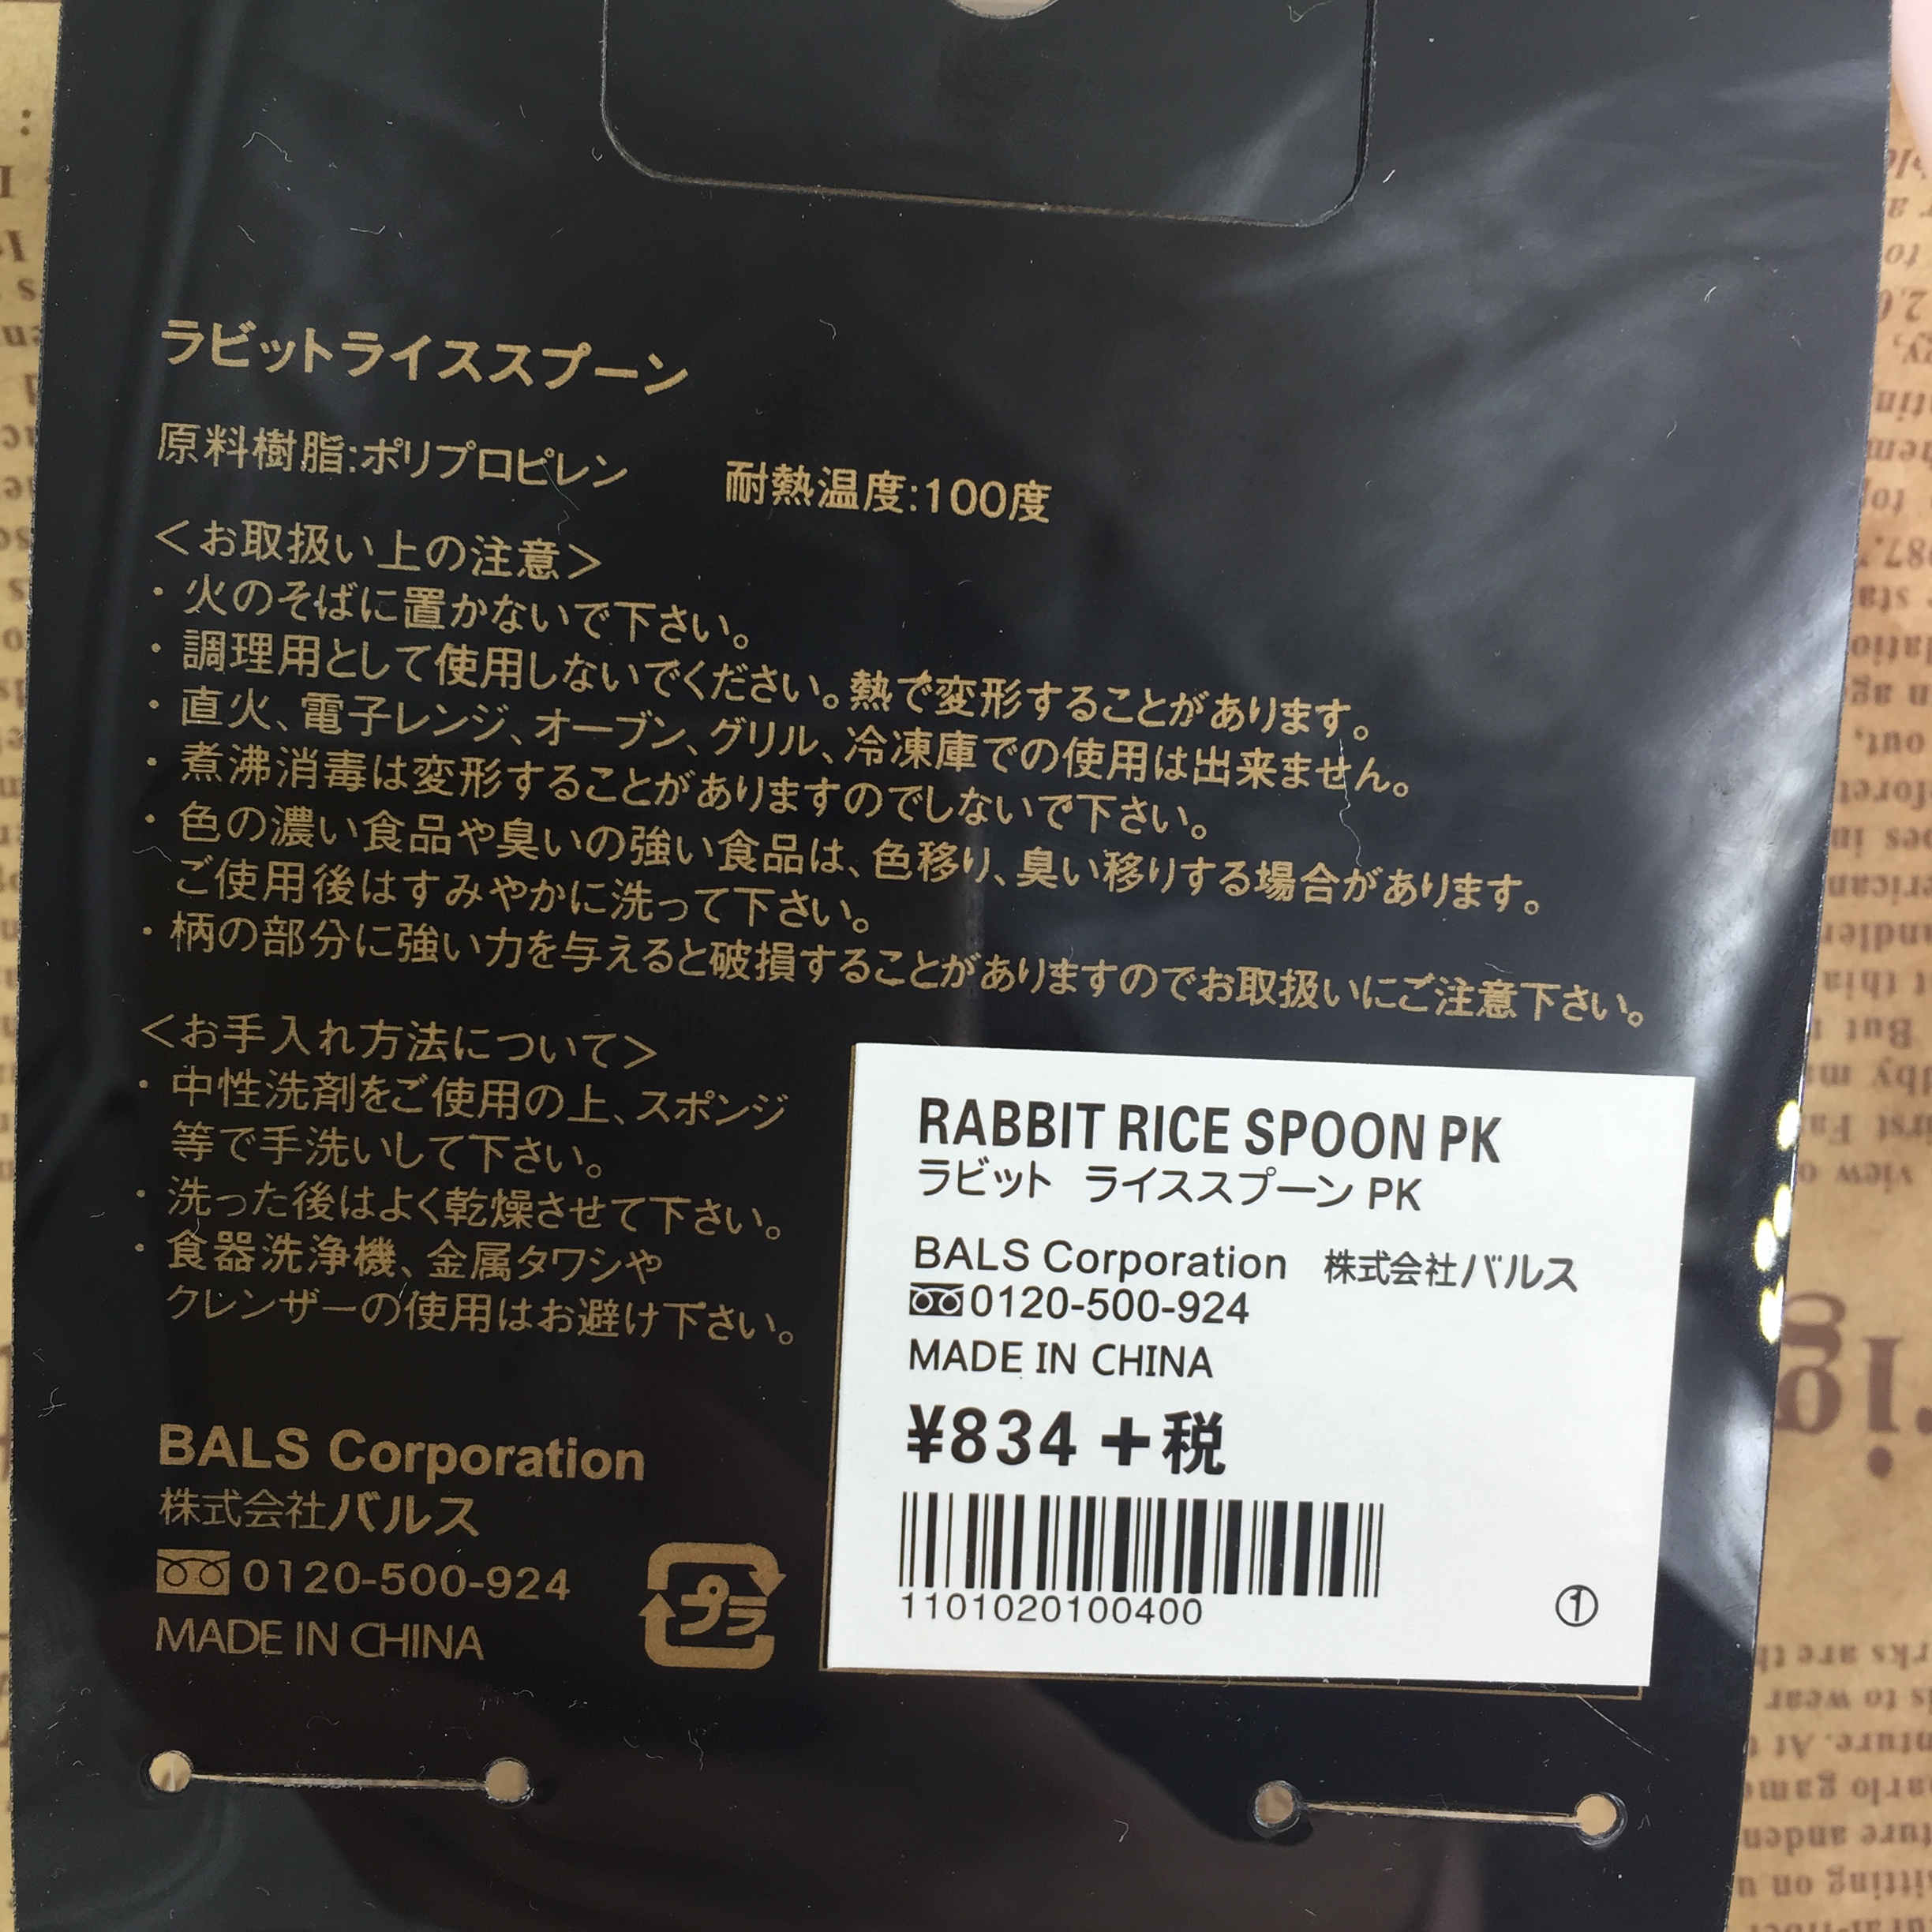 ラビットライススプーン
原料樹脂:ポリプロピレン 耐熱温度:100度
＜お取扱い上の注意＞
・火のそばに置かないで下さい。
・調理用として使用しないでください。熱で変形することがあります。
・直火、電子レンジ、オーブン、グリル、冷凍庫での使用は出来ません。
・煮沸消毒は変形することがありますのでしないで下さい。
・色の濃い食品や臭いの強い食品は、色移り、臭い移りする場合があります。
ご使用後はすみやかに洗って下さい。
・柄の部分に強い力を与えると破損することがありますのでお取扱いにご注意下さい。
＜お手入れ方法について＞
・中性洗剤をご使用の上、スポンジ
等で手洗いして下さい。
・洗った後はよく乾燥させて下さい。
・食器洗浄機、金属タワシや
クレンザーの使用はお避け下さい。
BALS Corporation
株式会社バルス
0120-500-924
MADE IN CHINA
プラ
RABBIT RICE SPOON PK
ラビット ライススプーン PK
BALS Corporation 株式会社バルス
0120-500-924
MADE IN CHINA
¥834+税
1101020100400
①